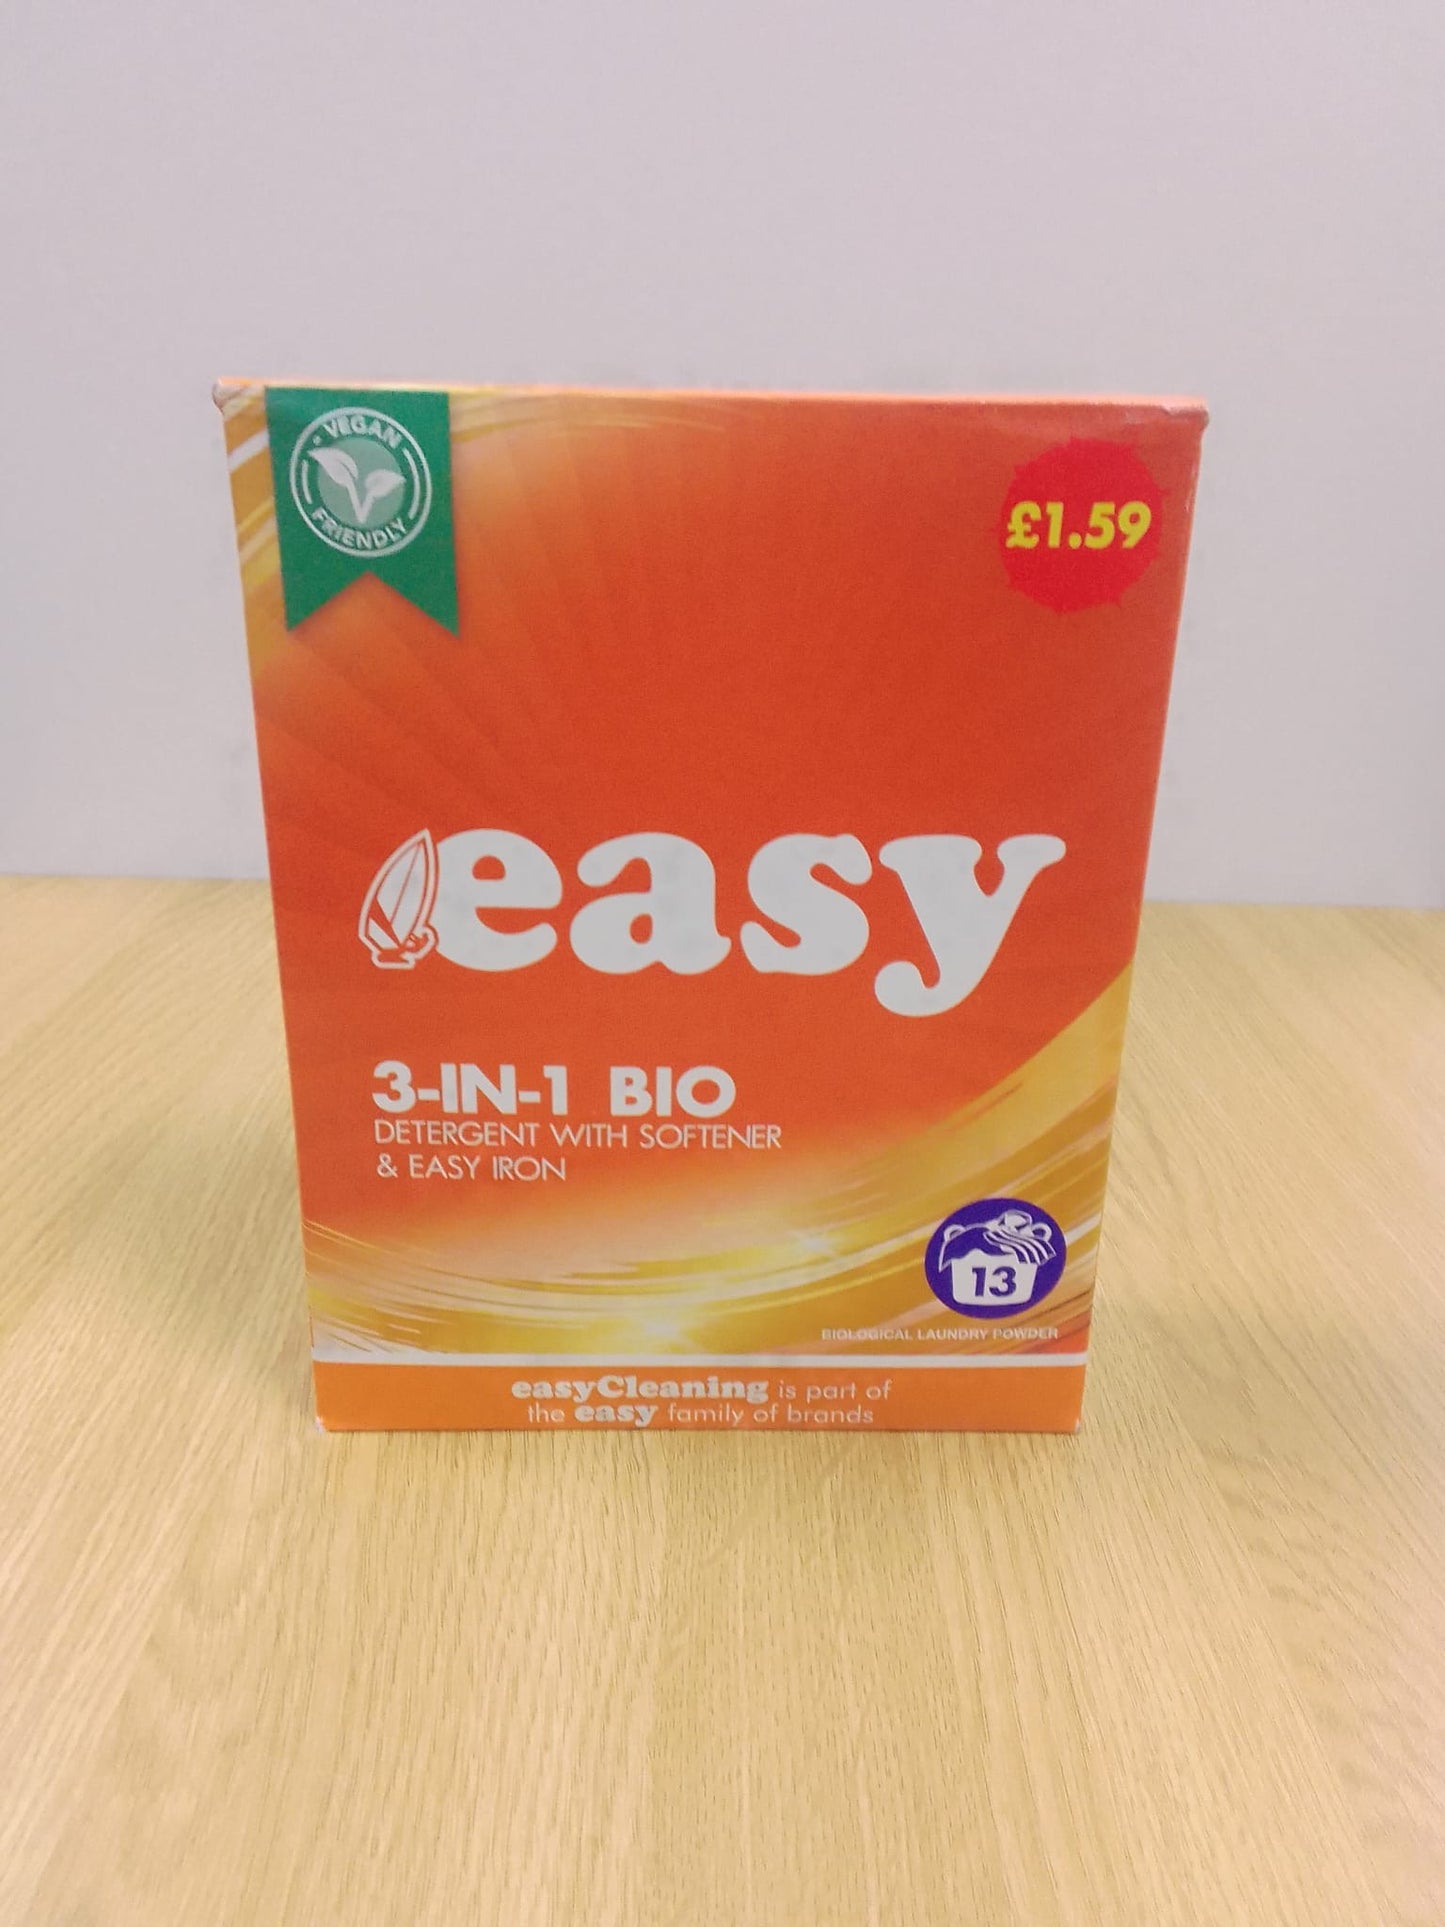 VEGAN
FRIENDLY
£1.59
easy
3-IN-1 BIO
DETERGENT WITH SOFTENER
& EASY IRON
13
BIOLOGICAL LAUNDRY POWDER
easyCleaning is part of
the easy family of brands